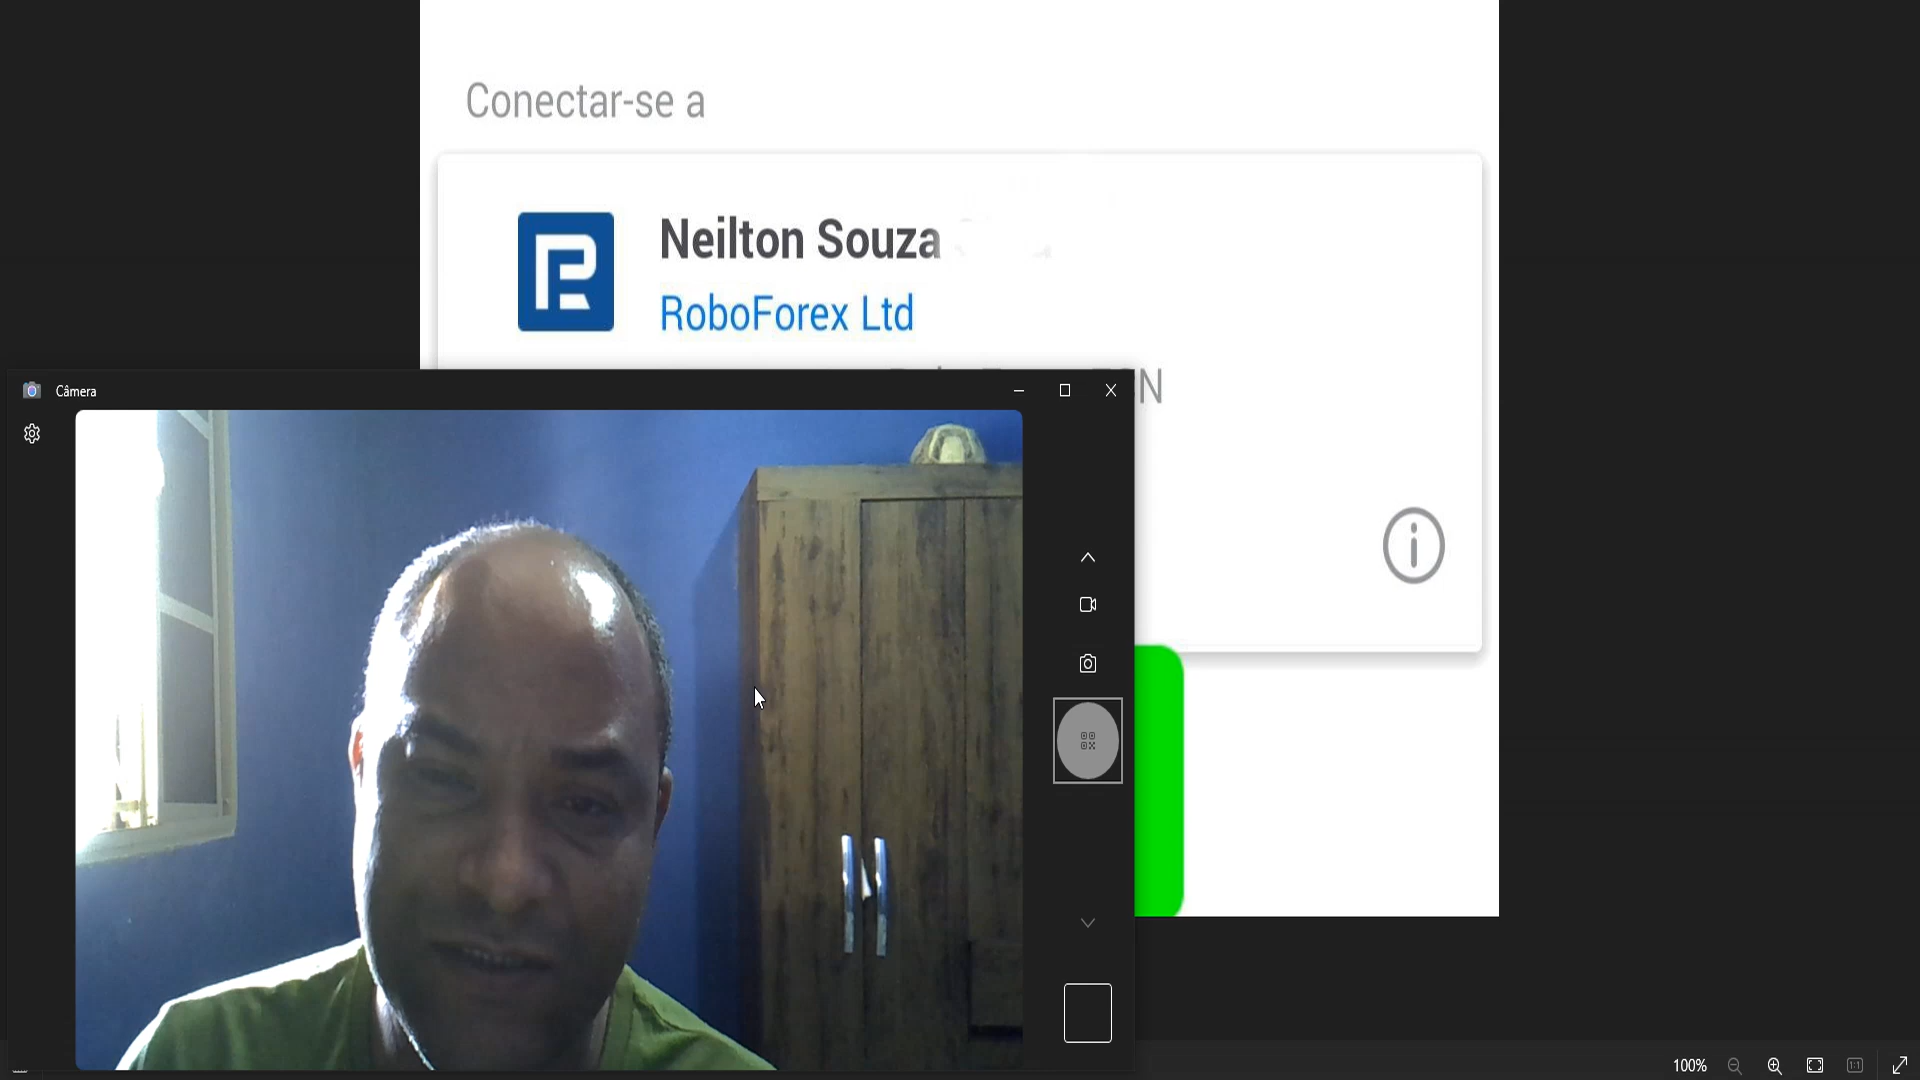 Conectar-se a
Neilton Souza
RoboForex Ltd
Câmera
100%